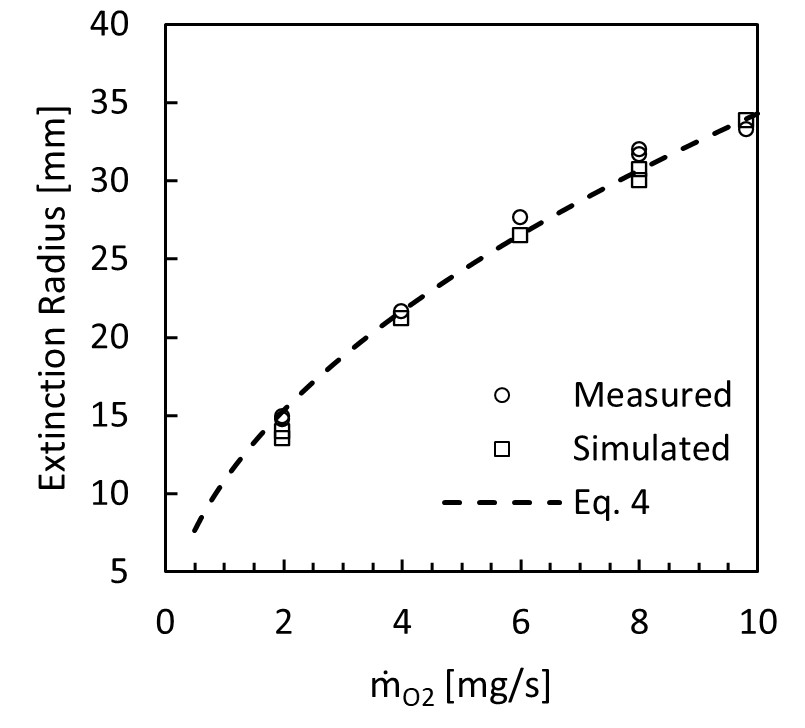 40
35
30
25
20
15
10
5
Extinction Radius [mm]
Measured
Simulated
Eq. 4
0 2 4 6 8 10
ṁO2 [mg/s]